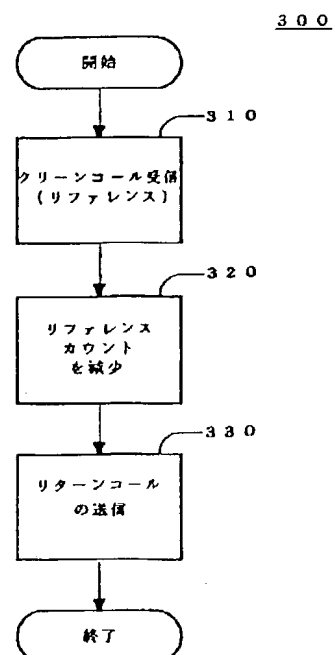 ３００
開始
３１０
クリーンコール受信
（リファレンス）
３２０
リファレンス
カウント
を減少
３３０
リターンコール
の送信
終了